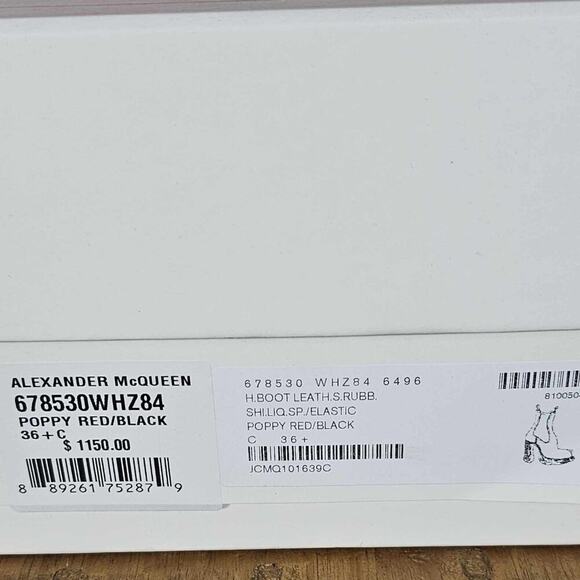 ALEXANDER McQUEEN
678530WHZ84
POPPY RED/BLACK
36+C
$ 1150.00
8 89261 75287 9
678530 WHZ84 6496
H.BOOT LEATH.S.RUBB.
SHI.LIQ.SP./ELASTIC
POPPY RED/BLACK
C 36+
JCMQ101639C